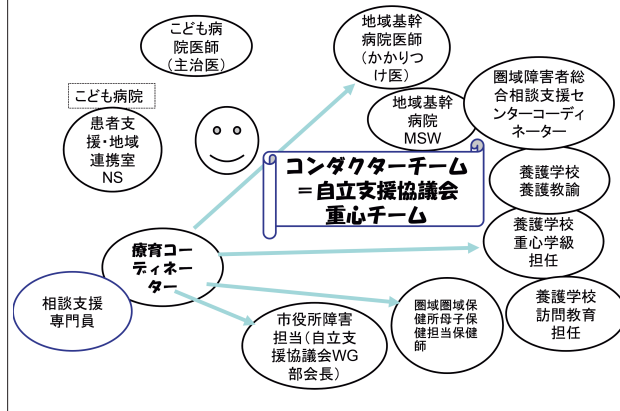 こども病
院医師
（主治医）
地域基幹
病院医師
（かかりつ
け医）
圏域障害者総
合相談支援セ
ンターコーディ
ネーター
こども病院
患者支
援・地域
連携室
NS
地域基幹
病院
MSW
コンダクターチーム
＝自立支援協議会
重心チーム
養護学校
養護教諭
養護学校
重心学級
担任
療育コー
ディネー
ター
相談支援
専門員
市役所障害
担当（自立支
援協議会WG
部会長）
圏域圏域保
健所母子保
健担当保健
師
養護学校
訪問教育
担任